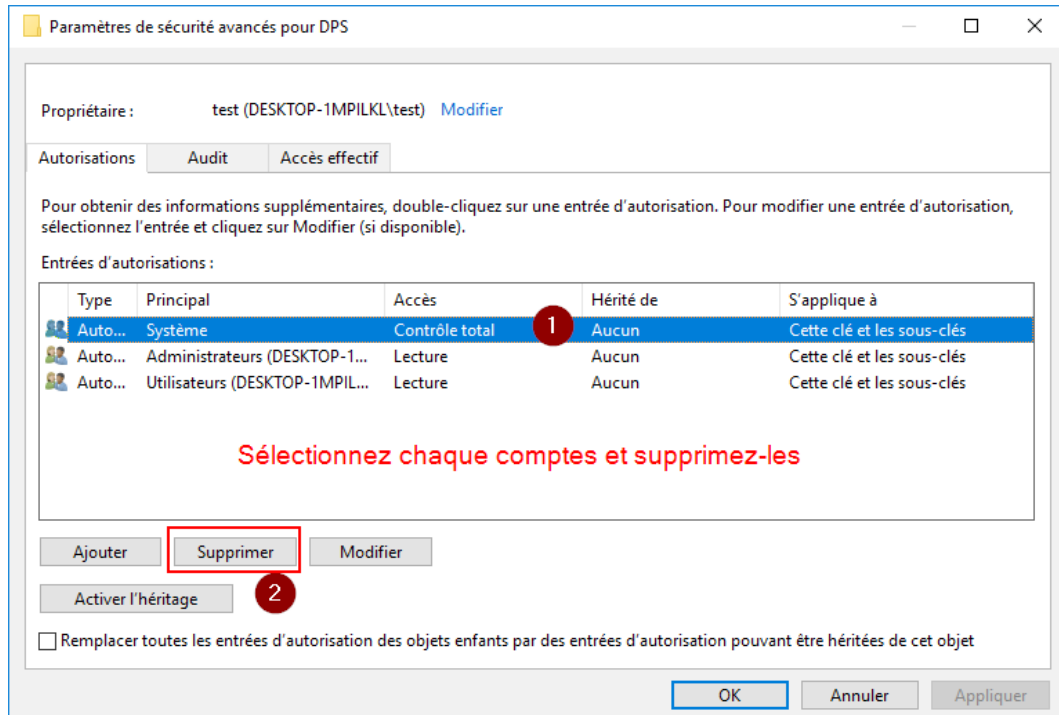 Paramètres de sécurité avancés pour DPS
Propriétaire : test (DESKTOP-1MPILKL\test) Modifier
Autorisations Audit Accès effectif
Pour obtenir des informations supplémentaires, double-cliquez sur une entrée d'autorisation. Pour modifier une entrée d'autorisation,
sélectionnez l'entrée et cliquez sur Modifier (si disponible).
Entrées d'autorisations :
Type Principal Accès Hérité de S'applique à
Auto... Système Contrôle total 1 Aucun Cette clé et les sous-clés
Auto... Administrateurs (DESKTOP-1... Lecture Aucun Cette clé et les sous-clés
Auto... Utilisateurs (DESKTOP-1MPIL... Lecture Aucun Cette clé et les sous-clés
Sélectionnez chaque comptes et supprimez-les
Ajouter Supprimer Modifier
Activer l'héritage 2
Remplacer toutes les entrées d'autorisation des objets enfants par des entrées d'autorisation pouvant être héritées de cet objet
OK Annuler Appliquer